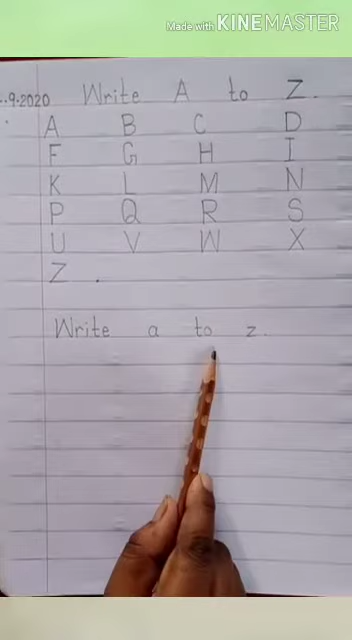 Made with KINEMASTER
.9.2020 Write A to Z.
A B C D
F G H I
K L M N
P Q R S
U V W X
Z .
Write a to z.